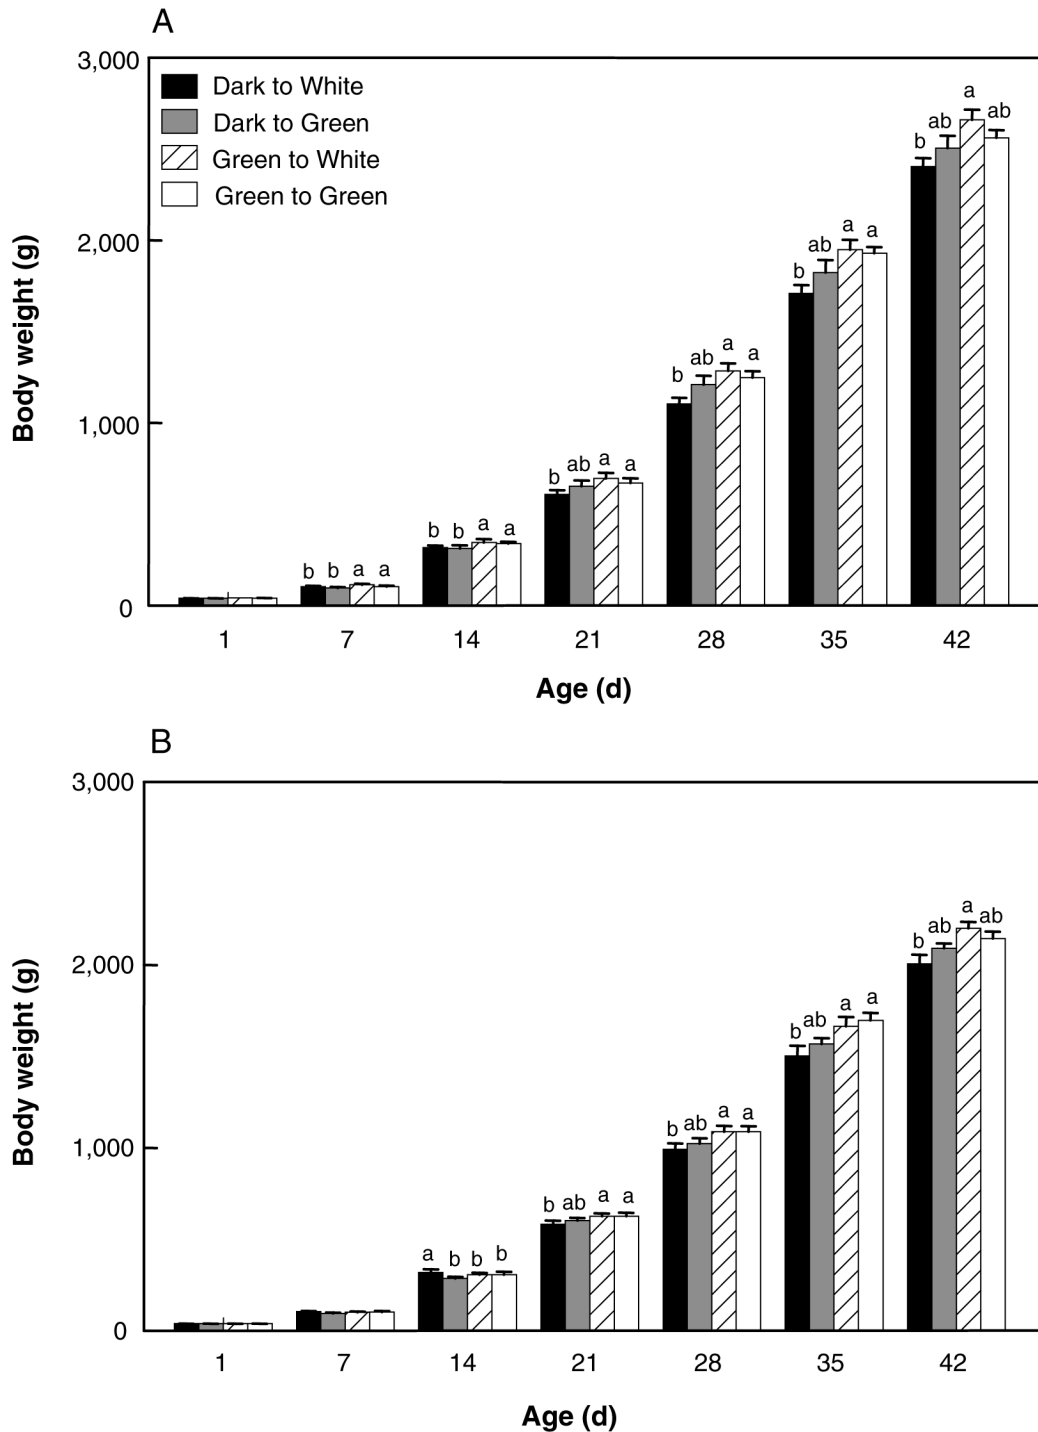 A
3,000
Dark to White
Dark to Green
Green to White
Green to Green
a
ab
ab
b
2,000
a
a
ab
b
a
a
ab
b
1,000
a
a
ab
b
a
a
b
b
a
a
b
b
0
1 7 14 21 28 35 42
Body weight (g)
Age (d)
B
3,000
a
ab
ab
b
2,000
a
a
ab
b
a
a
ab
b
1,000
a
a
ab
b
a
b
b
b
0
1 7 14 21 28 35 42
Body weight (g)
Age (d)